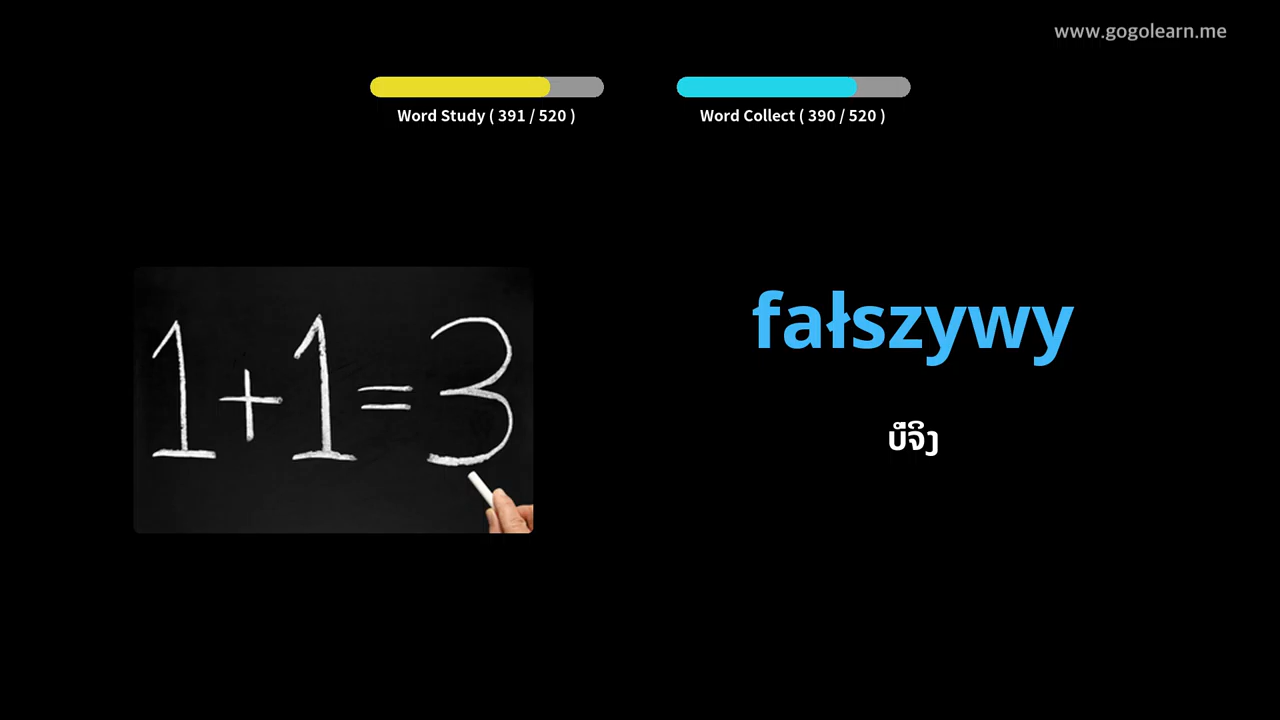 www.gogolearn.me
Word Study ( 391 / 520 )
Word Collect ( 390 / 520 )
1+1=3
fałszywy
ບໍ່ຈິງ